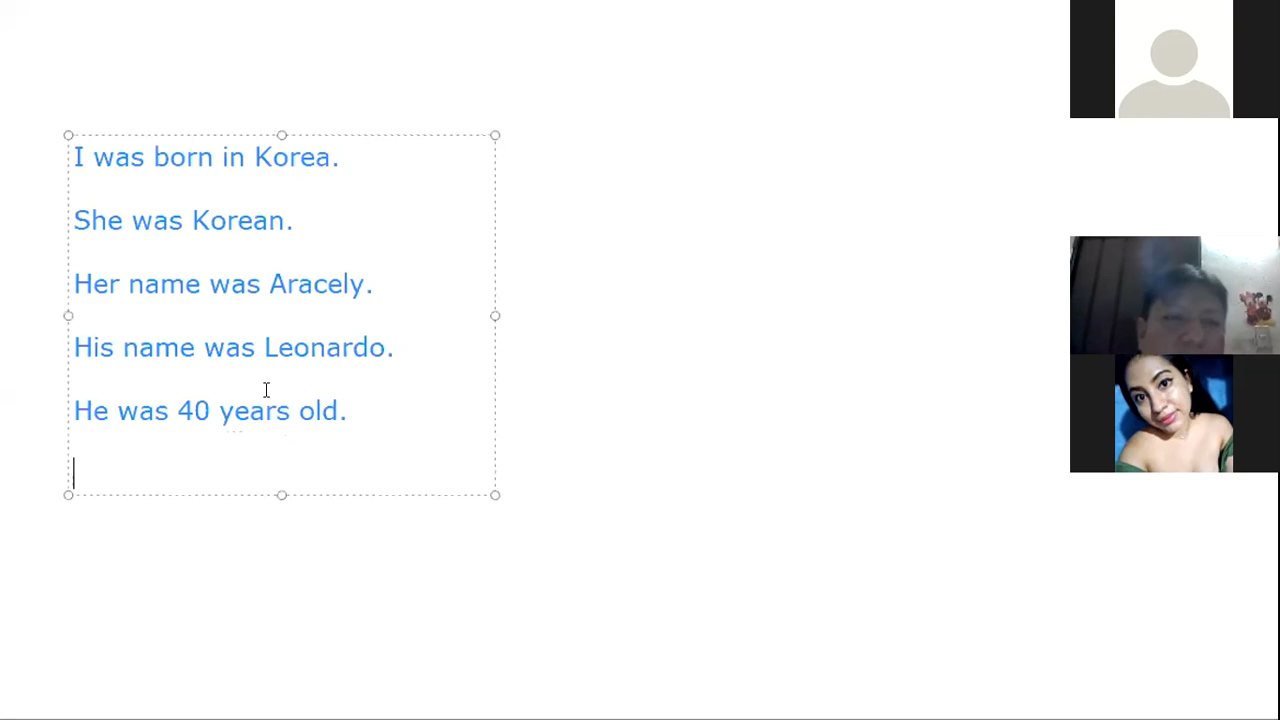 I was born in Korea.
She was Korean.
Her name was Aracely.
His name was Leonardo.
He was 40 years old.